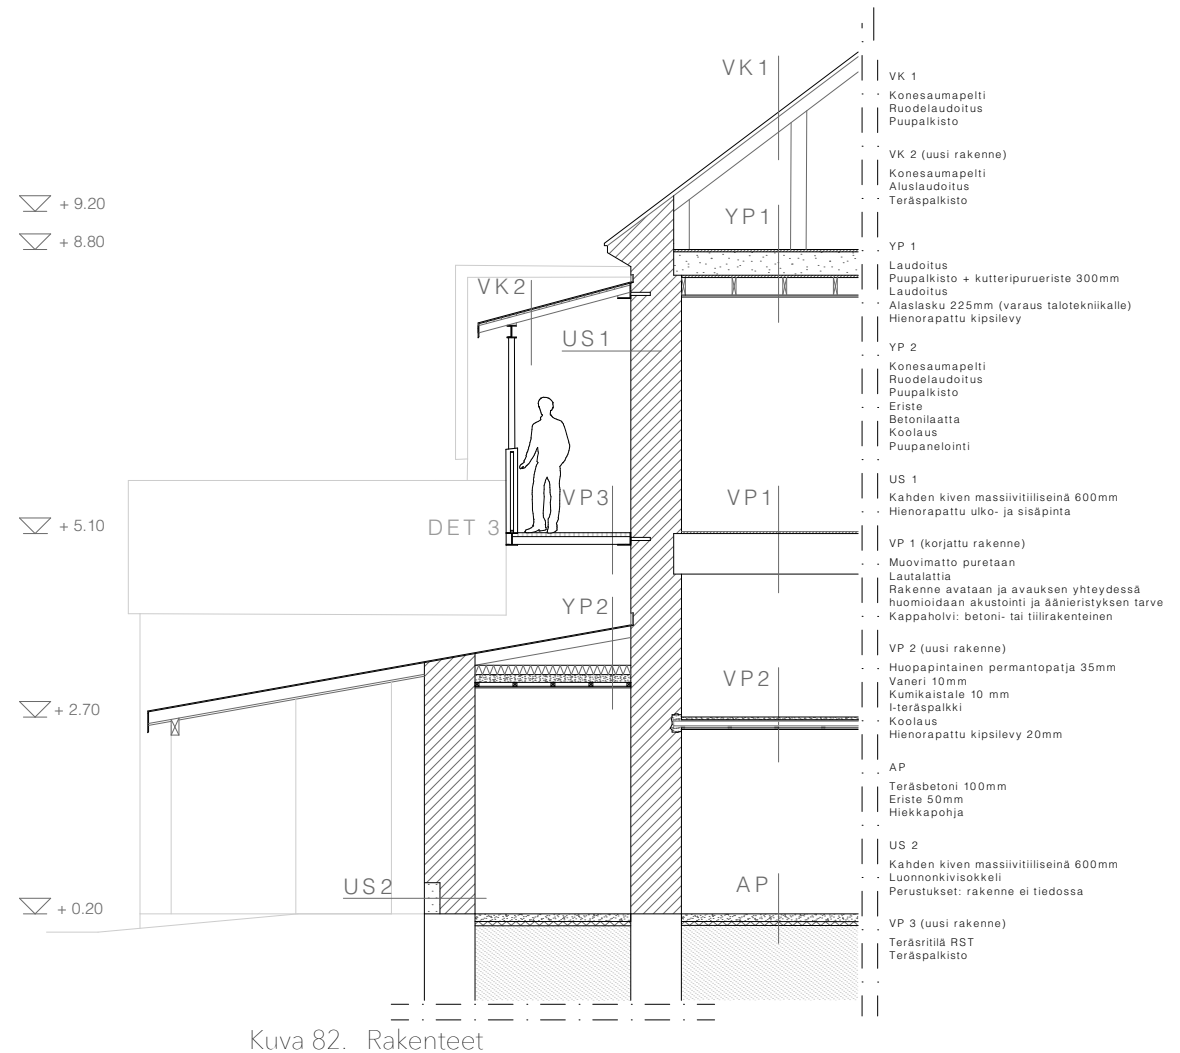 VK 1
VK 1
Konesaumapelti
Ruodelaudoitus
Puupalkisto
VK 2 (uusi rakenne)
Konesaumapelti
Aluslaudoitus
Teräspalkisto
+ 9.20
YP1
+ 8.80
YP 1
Laudoitus
Puupalkisto + kutteripurueriste 300mm
Laudoitus
Alaslasku 225mm (varaus talotekniikalle)
Hienorapattu kipsilevy
VK2
US1
YP 2
Konesaumapelti
Ruodelaudoitus
Puupalkisto
Eriste
Betonilaatta
Koolaus
Puupanelointi
US 1
Kahden kiven massiivitiiliseinä 600mm
Hienorapattu ulko- ja sisäpinta
VP3
VP1
+ 5.10
DET 3
VP 1 (korjattu rakenne)
Muovimatto puretaan
Lautalattia
Rakenne avataan ja avauksen yhteydessä
huomioidaan akustointi ja äänieristyksen tarve
Kappaholvi: betoni- tai tiilirakenteinen
YP2
VP 2 (uusi rakenne)
Huopapintainen permantopatja 35mm
Vaneri 10mm
Kumikaistale 10 mm
I-teräspalkki
Koolaus
Hienorapattu kipsilevy 20mm
VP2
+ 2.70
AP
Teräsbetoni 100mm
Eriste 50mm
Hiekkapohja
US 2
Kahden kiven massiivitiiliseinä 600mm
Luonnonkivisokkeli
Perustukset: rakenne ei tiedossa
US2
AP
+ 0.20
VP 3 (uusi rakenne)
Teräsritilä RST
Teräspalkisto
Kuva 82. Rakenteet